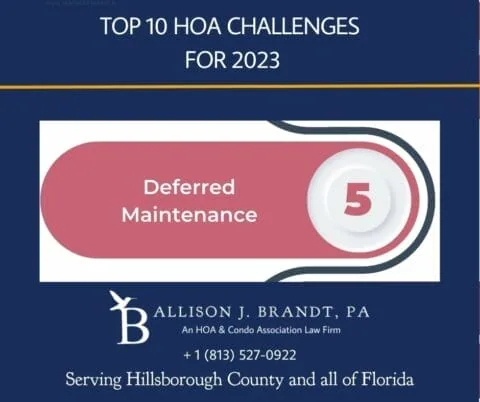 TOP 10 HOA CHALLENGES
FOR 2023
Deferred
Maintenance
5
B
ALLISON J. BRANDT, PA
An HOA & Condo Association Law Firm
+ 1 (813) 527-0922
Serving Hillsborough County and all of Florida